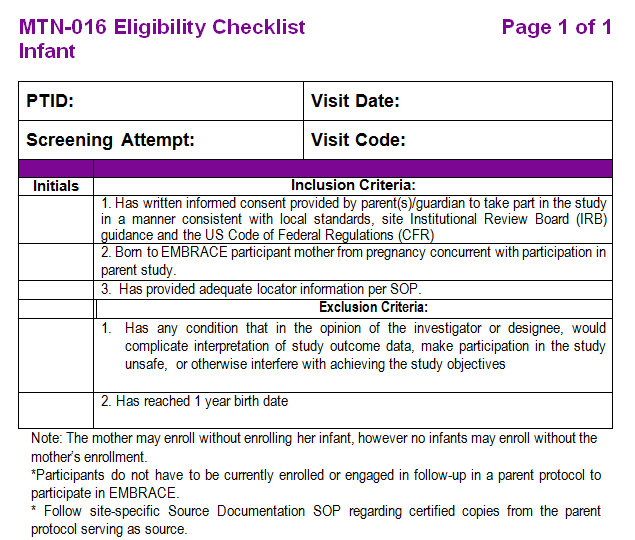 MTN-016 Eligibility Checklist Page 1 of 1
Infant
PTID: Visit Date:
Screening Attempt: Visit Code:
Initials Inclusion Criteria:
1. Has written informed consent provided by parent(s)/guardian to take part in the study
in a manner consistent with local standards, site Institutional Review Board (IRB)
guidance and the US Code of Federal Regulations (CFR)
2. Born to EMBRACE participant mother from pregnancy concurrent with participation in
parent study.
3. Has provided adequate locator information per SOP.
Exclusion Criteria:
1. Has any condition that in the opinion of the investigator or designee, would
complicate interpretation of study outcome data, make participation in the study
unsafe, or otherwise interfere with achieving the study objectives
2. Has reached 1 year birth date
Note: The mother may enroll without enrolling her infant, however no infants may enroll without the
mother's enrollment.
*Participants do not have to be currently enrolled or engaged in follow-up in a parent protocol to
participate in EMBRACE.
* Follow site-specific Source Documentation SOP regarding certified copies from the parent
protocol serving as source.